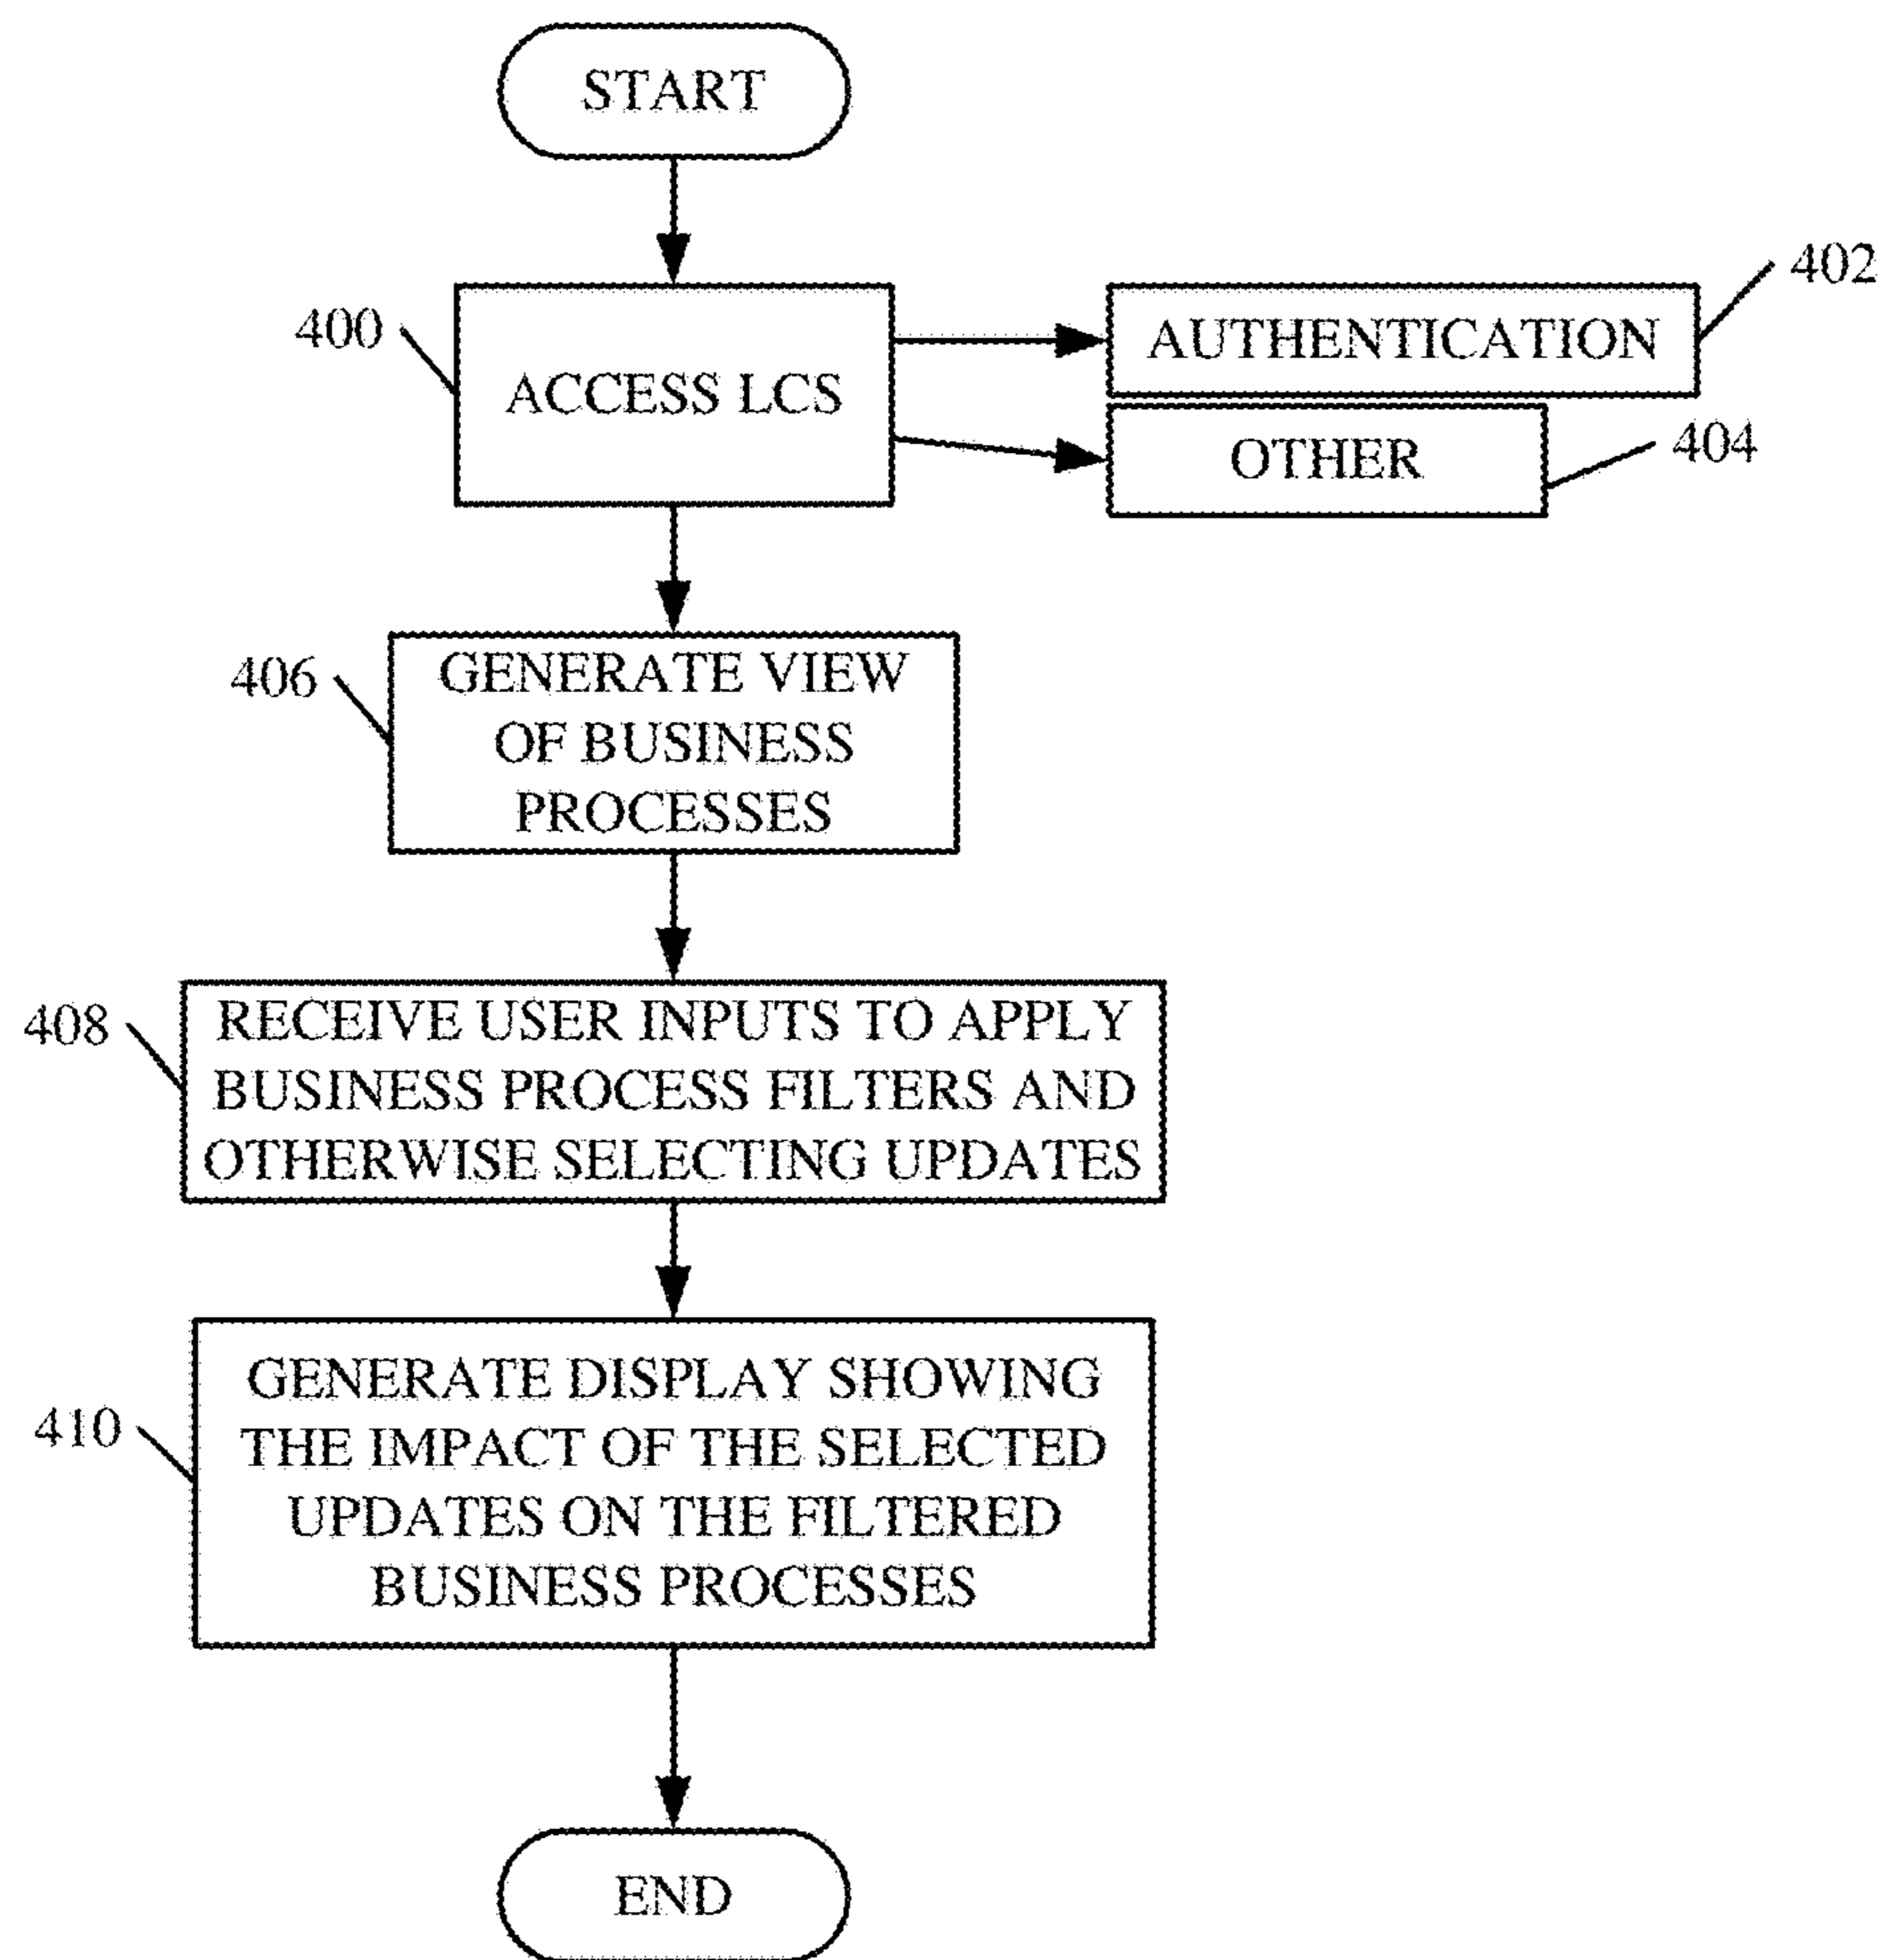 START
402
400
AUTHENTICATION
ACCESS LCS
OTHER
404
406
GENERATE VIEW
OF BUSINESS
PROCESSES
408
RECEIVE USER INPUTS TO APPLY
BUSINESS PROCESS FILTERS AND
OTHERWISE SELECTING UPDATES
410
GENERATE DISPLAY SHOWING
THE IMPACT OF THE SELECTED
UPDATES ON THE FILTERED
BUSINESS PROCESSES
END